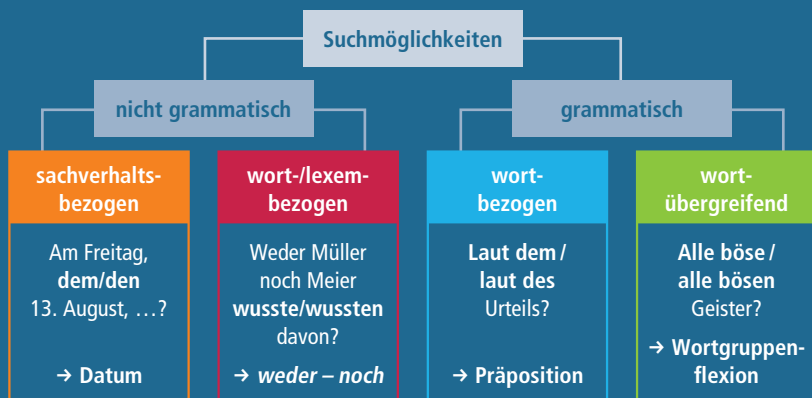 Suchmöglichkeiten
nicht grammatisch
grammatisch
sachverhalts-
bezogen
Am Freitag,
dem/den
13. August, …?
→ Datum
wort-/lexem-
bezogen
Weder Müller
noch Meier
wusste/wussten
davon?
→ weder – noch
wort-
bezogen
Laut dem /
laut des
Urteils?
→ Präposition
wort-
übergreifend
Alle böse /
alle bösen
Geister?
→ Wortgruppen-
flexion